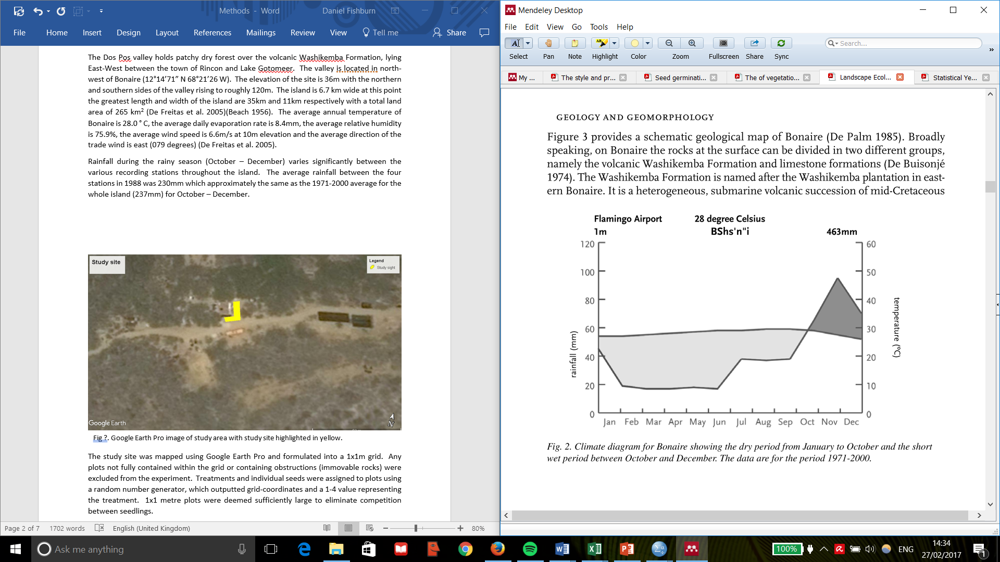 Methods - Word
Daniel Fishburn
File Home Insert Design Layout References Mailings Review View Tell me Share
The Dos Pos valley holds patchy dry forest over the volcanic Washikemba Formation, lying
East-West between the town of Rincon and Lake Gotomeer. The valley is located in north-
west of Bonaire (12°14’71” N 68°21’26 W). The elevation of the site is 36m with the northern
and southern sides of the valley rising to roughly 120m. The island is 6.7 km wide at this point
the greatest length and width of the island are 35km and 11km respectively with a total land
area of 265 km² (De Freitas et al. 2005)(Beach 1956). The average annual temperature of
Bonaire is 28.0 ° C, the average daily evaporation rate is 8.4mm, the average relative humidity
is 75.9%, the average wind speed is 6.6m/s at 10m elevation and the average direction of the
trade wind is east (079 degrees) (De Freitas et al. 2005).
Rainfall during the rainy season (October – December) varies significantly between the
various recording stations throughout the island. The average rainfall between the four
stations in 1988 was 230mm which approximately the same as the 1971-2000 average for the
whole island (237mm) for October – December.
Study site
Legend
Study sight
Google Earth
N
Fig ?. Google Earth Pro image of study area with study site highlighted in yellow.
The study site was mapped using Google Earth Pro and formulated into a 1x1m grid. Any
plots not fully contained within the grid or containing obstructions (immovable rocks) were
excluded from the experiment. Treatments and individual seeds were assigned to plots using
a random number generator, which outputted grid-coordinates and a 1-4 value representing
the treatment. 1x1 metre plots were deemed sufficiently large to eliminate competition
between seedlings.
Page 2 of 7 1702 words English (United Kingdom) 80%
Mendeley Desktop
File Edit View Go Tools Help
Select Pan Note Highlight Color Zoom Fullscreen Share Sync
Search...
»
My ... The style and pr... Seed germinati... The of vegetatio... Landscape Ecol... Statistical Ye...
GEOLOGY AND GEOMORPHOLOGY
Figure 3 provides a schematic geological map of Bonaire (De Palm 1985). Broadly
speaking, on Bonaire the rocks at the surface can be divided in two different groups,
namely the volcanic Washikemba Formation and limestone formations (De Buisonjé
1974). The Washikemba Formation is named after the Washikemba plantation in east-
ern Bonaire. It is a heterogeneous, submarine volcanic succession of mid-Cretaceous
Flamingo Airport 28 degree Celsius
1m BShs'n"i 463mm
120 60
100 50
80 40
60 30
40 20
20 10
0 0
rainfall (mm)
temperature (°C)
Jan Feb Mar Apr May Jun Jul Aug Sep Oct Nov Dec
Fig. 2. Climate diagram for Bonaire showing the dry period from January to October and the short
wet period between October and December. The data are for the period 1971-2000.
Ask me anything
100%
ENG
14:34
27/02/2017
1